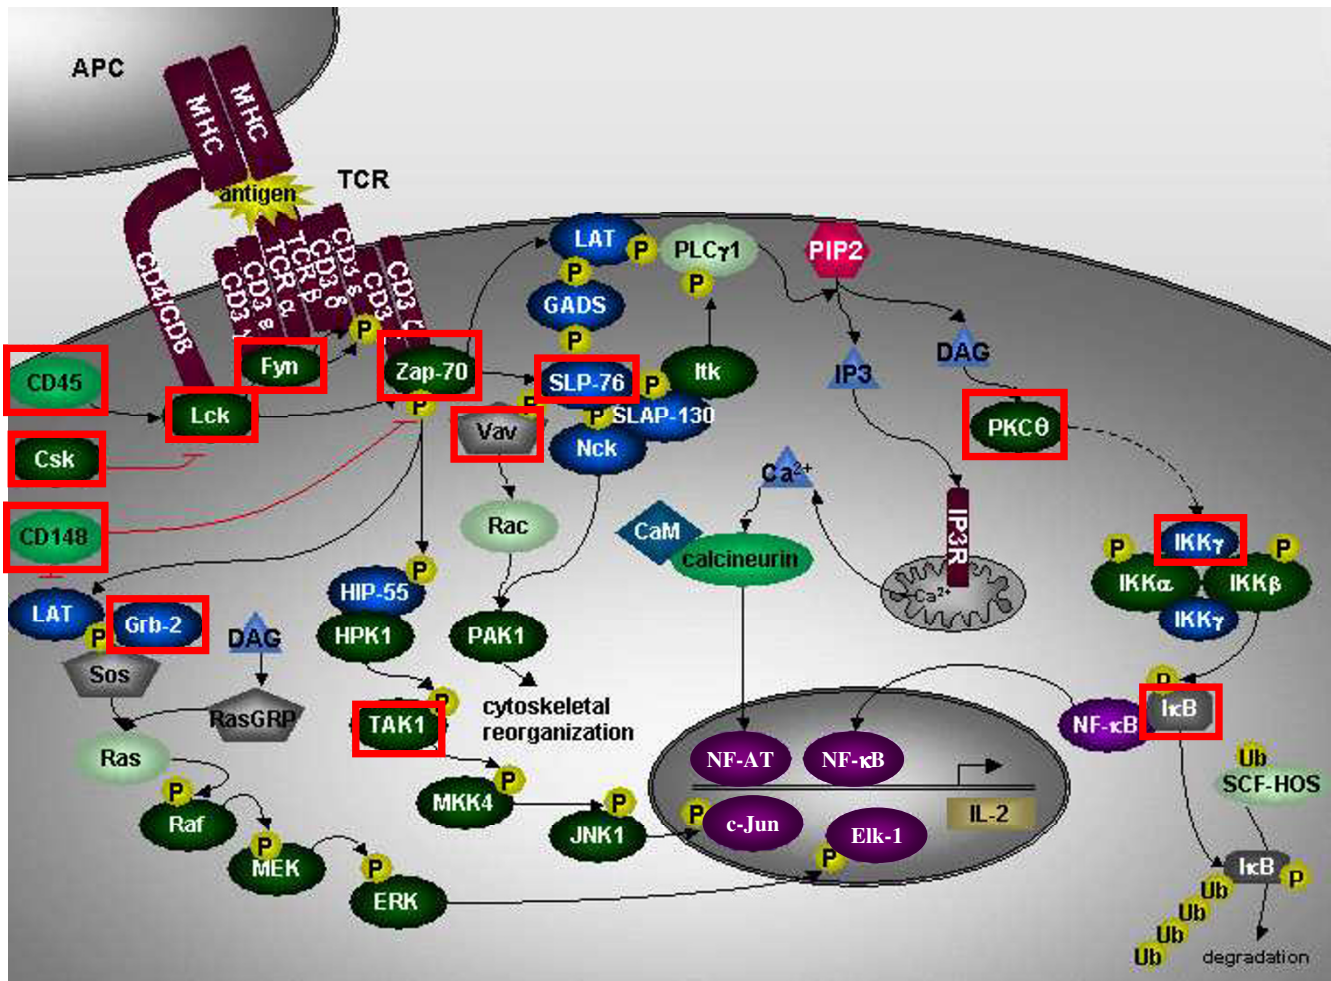 APC
MHC
MHC
antigen
TCR
CD4/CD8
CD3
CD3 ε
TCR α
TCR β
CD3 δ
CD3 ε
CD3
CD3 ζ
P
LAT
P
PLCγ1
PIP2
P
P
GADS
P
DAG
IP3
CD45
Fyn
Zap-70
SLP-76
P
Itk
Lck
P
P
P
SLAP-130
PKCθ
Vav
Nck
Csk
Ca²⁺
CD148
Rac
CaM
calcineurin
IP3R
IKKγ
P
P
HIP-55
P
IKKα
IKKβ
Ca²⁺
LAT
Grb-2
DAG
HPK1
PAK1
IKKγ
P
Sos
P
RasGRP
TAK1
P
cytoskeletal
reorganization
NF-κB
IκB
Ras
NF-AT
NF-κB
Ub
SCF-HOS
P
MKK4
P
P
P
IL-2
Raf
JNK1
c-Jun
Elk-1
P
P
P
MEK
ERK
IκB
P
Ub
Ub
Ub
Ub
degradation